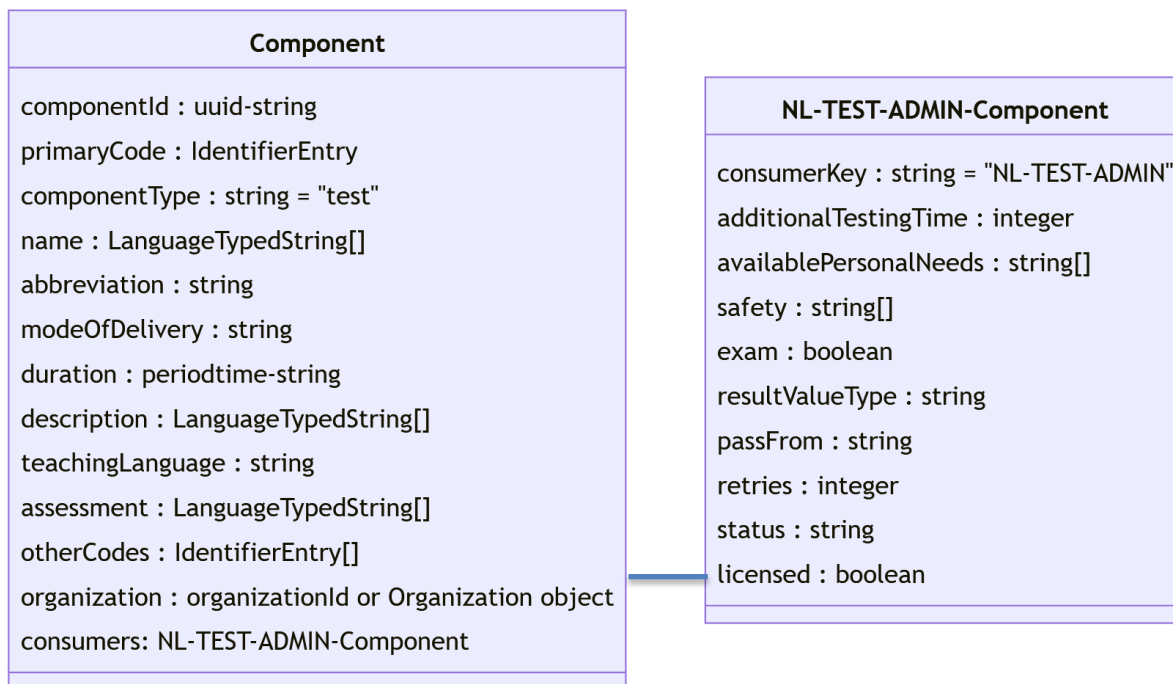 Component
componentId : uuid-string
primaryCode : IdentifierEntry
componentType : string = "test"
name : LanguageTypedString[]
abbreviation : string
modeOfDelivery : string
duration : periodtime-string
description : LanguageTypedString[]
teachingLanguage : string
assessment : LanguageTypedString[]
otherCodes : IdentifierEntry[]
organization : organizationId or Organization object
consumers: NL-TEST-ADMIN-Component
NL-TEST-ADMIN-Component
consumerKey : string = "NL-TEST-ADMIN"
additionalTestingTime : integer
availablePersonalNeeds : string[]
safety : string[]
exam : boolean
resultValueType : string
passFrom : string
retries : integer
status : string
licensed : boolean